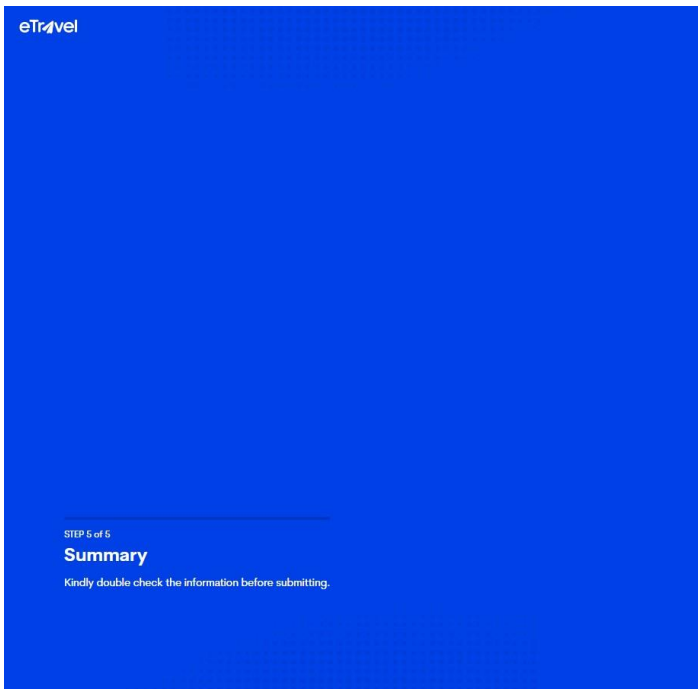 eTravel
STEP 5 of 5
Summary
Kindly double check the information before submitting.